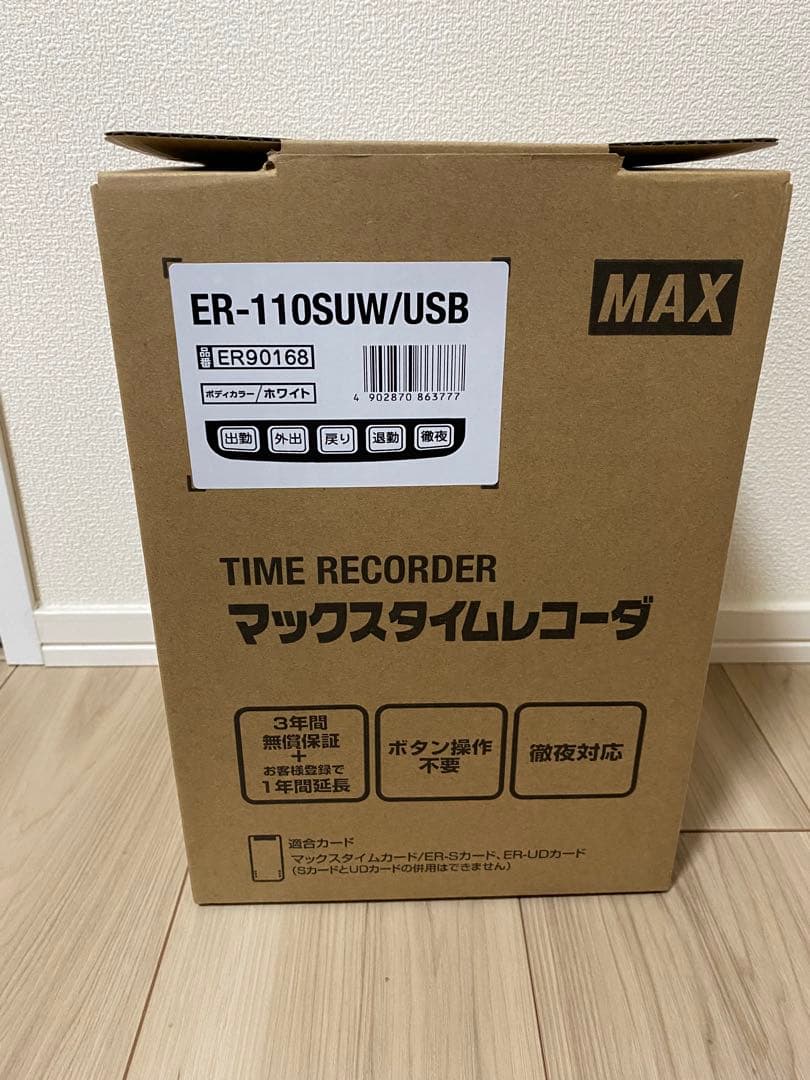 ER-110SUW/USB
MAX
品番 ER90168
ボディカラー/ホワイト
4 902870 863777
出勤 外出 戻り 退勤 徹夜
TIME RECORDER
マックスタイムレコーダ
3年間
無償保証
+
お客様登録で
1年間延長
ボタン操作
不要
徹夜対応
適合カード
マックスタイムカード/ER-Sカード、ER-UDカード
(SカードとUDカードの併用はできません)